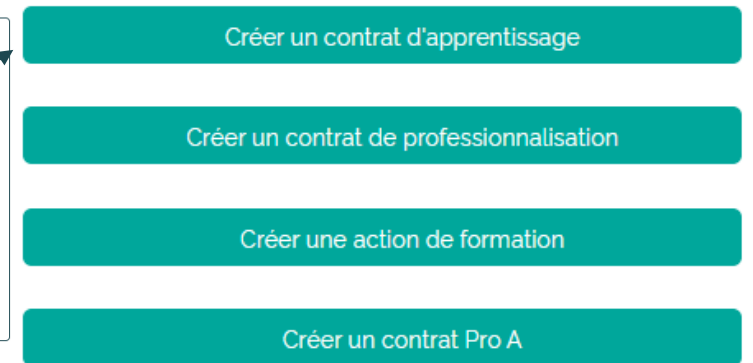 Créer un contrat d'apprentissage
Créer un contrat de professionnalisation
Créer une action de formation
Créer un contrat Pro A